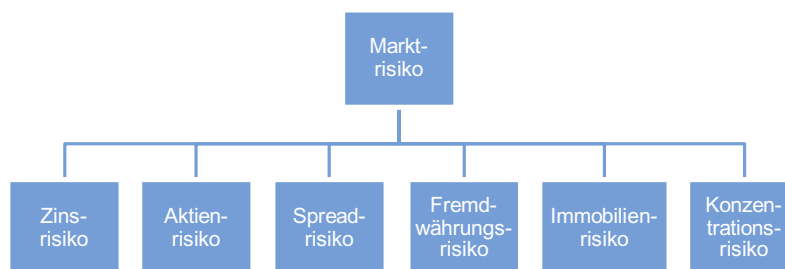 Markt-
risiko
Zins-
risiko
Aktien-
risiko
Spread-
risiko
Fremd-
währungs-
risiko
Immobilien-
risiko
Konzen-
trations-
risiko